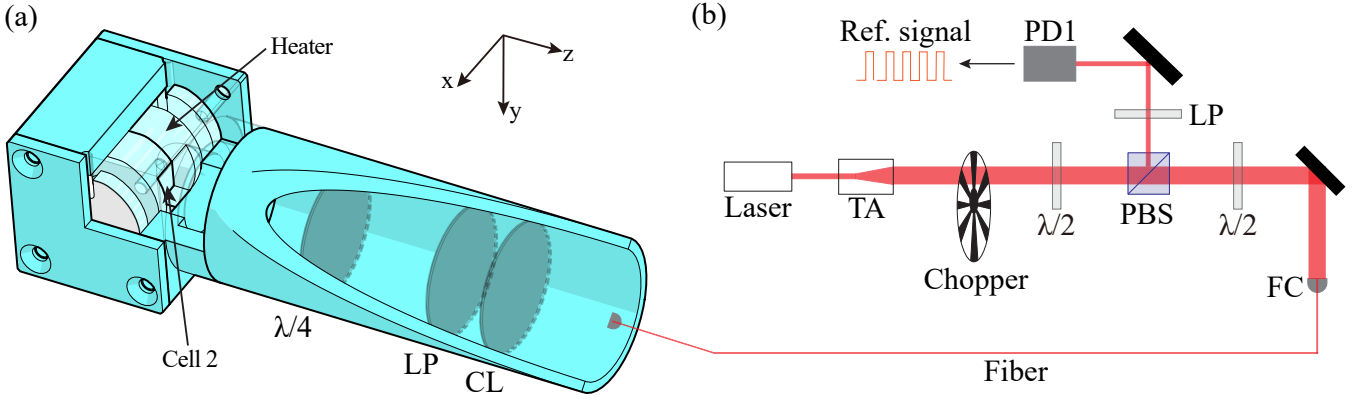 (a)
Heater
x
y
z
λ/4
LP
CL
Cell 2
(b)
Ref. signal
PD1
LP
Laser
TA
Chopper
λ/2
PBS
λ/2
FC
Fiber